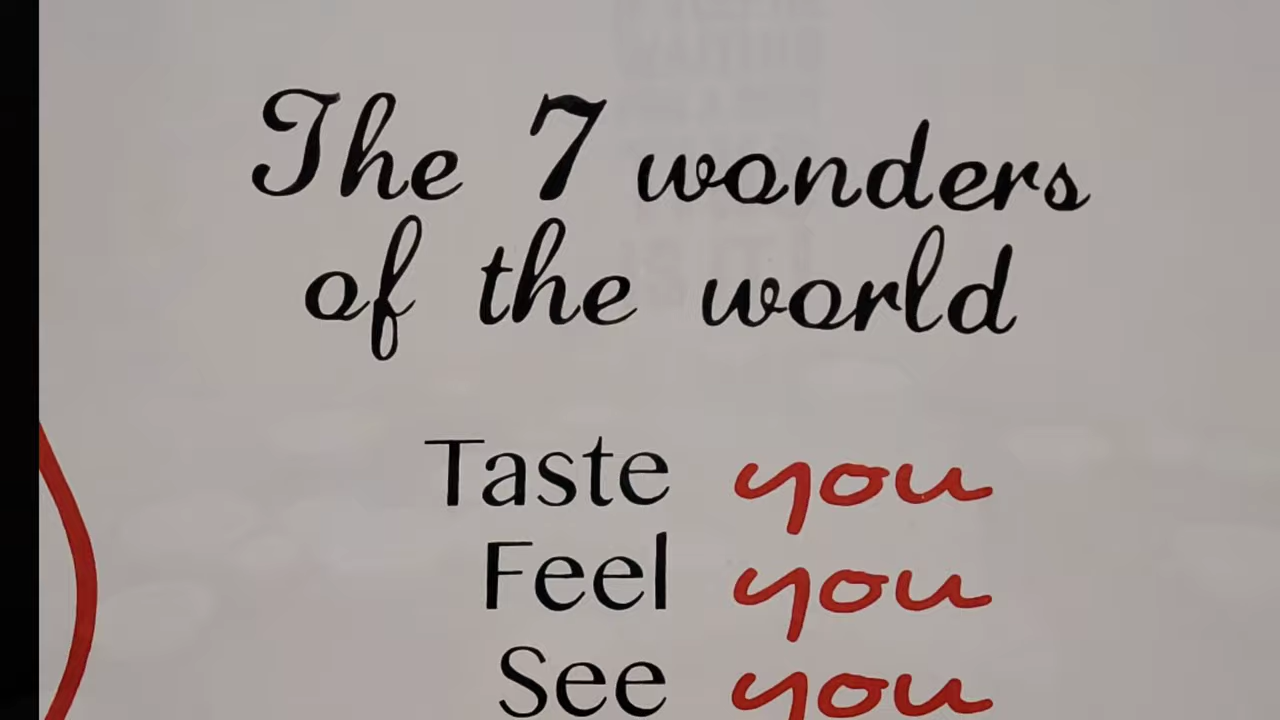 The 7 wonders
of the world
Taste you
Feel you
See you